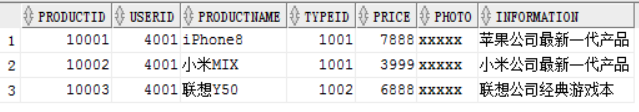 PRODUCTID USERID PRODUCTNAME TYPEID PRICE PHOTO INFORMATION
1 10001 4001 iPhone8 1001 7888 xxxxx 苹果公司最新一代产品
2 10002 4001 小米MIX 1001 3999 xxxxx 小米公司最新一代产品
3 10003 4001 联想Y50 1002 6888 xxxxx 联想公司经典游戏本